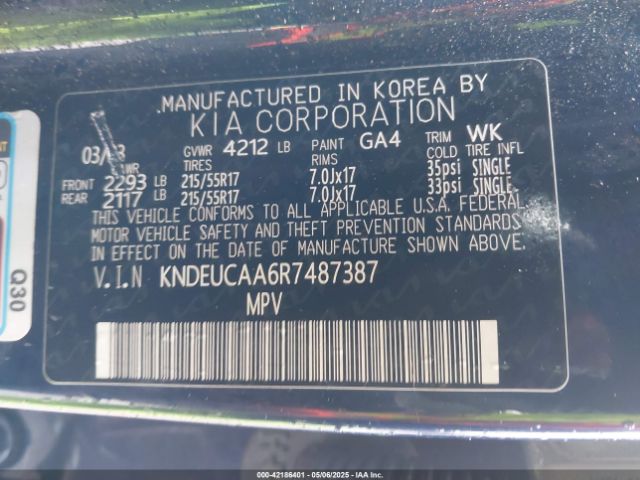 MANUFACTURED IN KOREA BY
KIA CORPORATION
GVWR 4212 LB PAINT GA4 TRIM WK
TIRES RIMS COLD TIRE INFL
FRONT 2293 LB 215/55R17 7.0Jx17 35psi SINGLE
REAR 2117 LB 215/55R17 7.0Jx17 33psi SINGLE
THIS VEHICLE CONFORMS TO ALL APPLICABLE U.S.A. FEDERAL
MOTOR VEHICLE SAFETY AND THEFT PREVENTION STANDARDS
IN EFFECT ON THE DATE OF MANUFACTURE SHOWN ABOVE.
V.I.N KNDEUCAA6R7487387
MPV
Q30
000-42186401 - 05/06/2025 - IAA Inc.